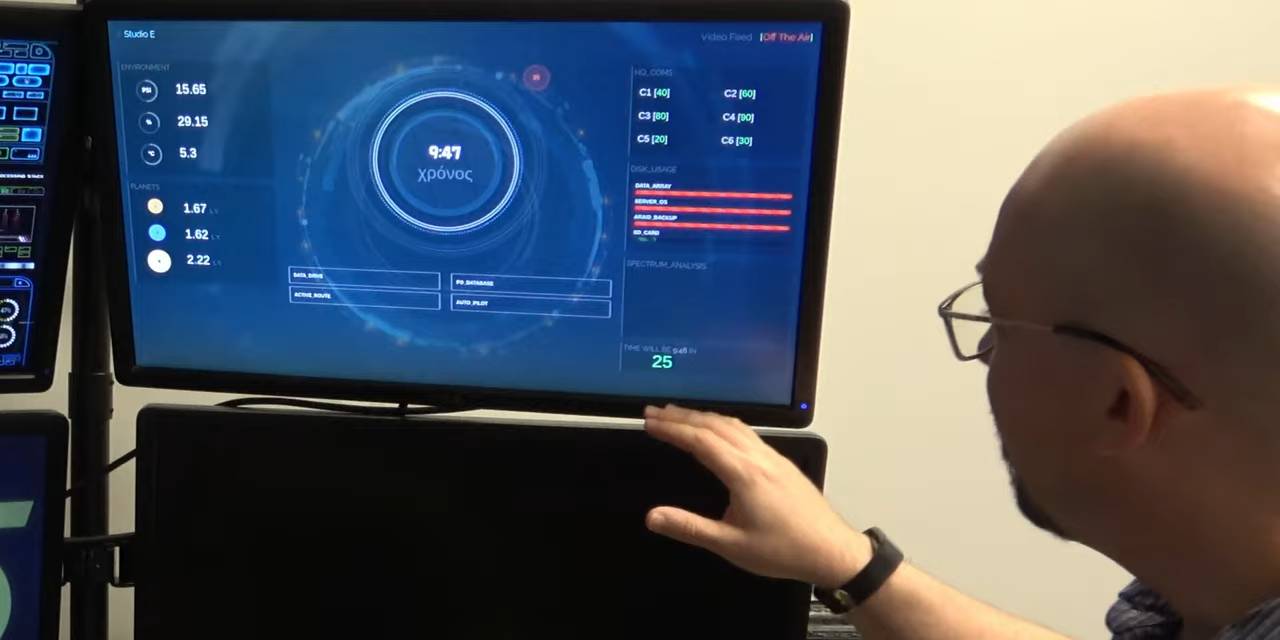 Studio E
Video Feed [Off The Air]
ENVIRONMENT
PSI 15.65
% 29.15
°C 5.3
PLANETS
1.67
1.62
2.22
25
9:47
χρόνος
DATA_DRIVE
PD_DATABASE
ACTIVE_ROUTE
AUTO_PILOT
HQ_COMS
C1 [40] C2 [60]
C3 [80] C4 [90]
C5 [20] C6 [30]
DISK_USAGE
DATA_ARRAY
SERVER_OS
ARAID_BACKUP
SD_CARD
SPECTRUM_ANALYSIS
TIME WILL BE 9:48 IN
25